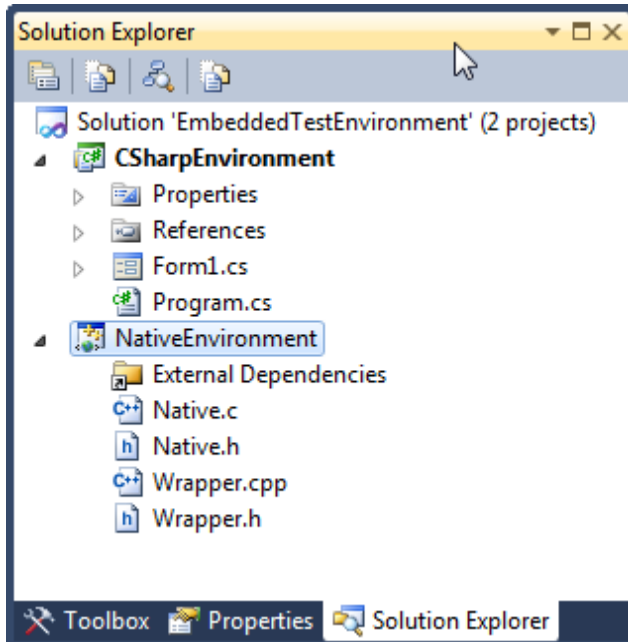 Solution Explorer
Solution 'EmbeddedTestEnvironment' (2 projects)
CSharpEnvironment
Properties
References
Form1.cs
Program.cs
NativeEnvironment
External Dependencies
Native.c
Native.h
Wrapper.cpp
Wrapper.h
Toolbox Properties Solution Explorer